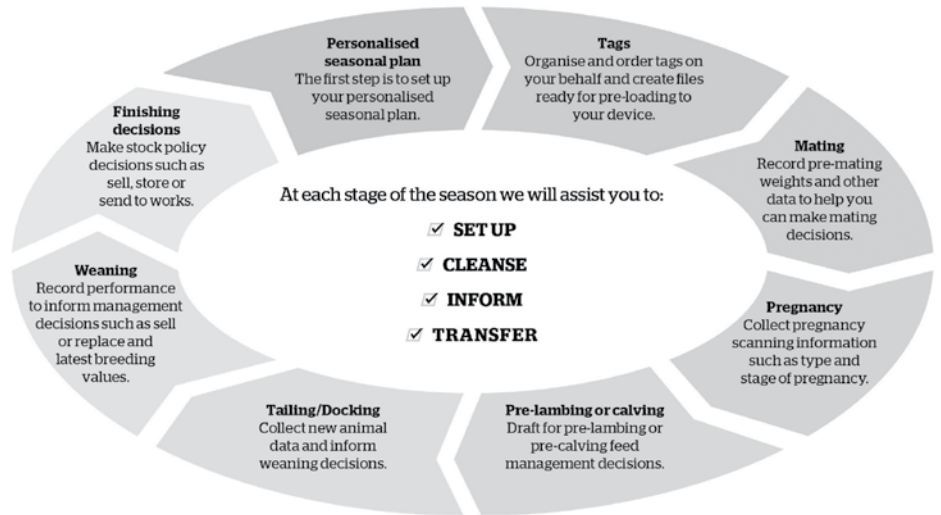 Personalised
seasonal plan
The first step is to set up
your personalised
seasonal plan.
Tags
Organise and order tags on
your behalf and create files
ready for pre-loading to
your device.
Mating
Record pre-mating
weights and other
data to help you
can make mating
decisions.
Pregnancy
Collect pregnancy
scanning information
such as type and
stage of pregnancy.
Pre-lambing or calving
Draft for pre-lambing or
pre-calving feed
management decisions.
Tailing/Docking
Collect new animal
data and inform
weaning decisions.
Weaning
Record performance
to inform management
decisions such as sell
or replace and
latest breeding
values.
Finishing
decisions
Make stock policy
decisions such as
sell, store or
send to works.
At each stage of the season we will assist you to:
SET UP
CLEANSE
INFORM
TRANSFER